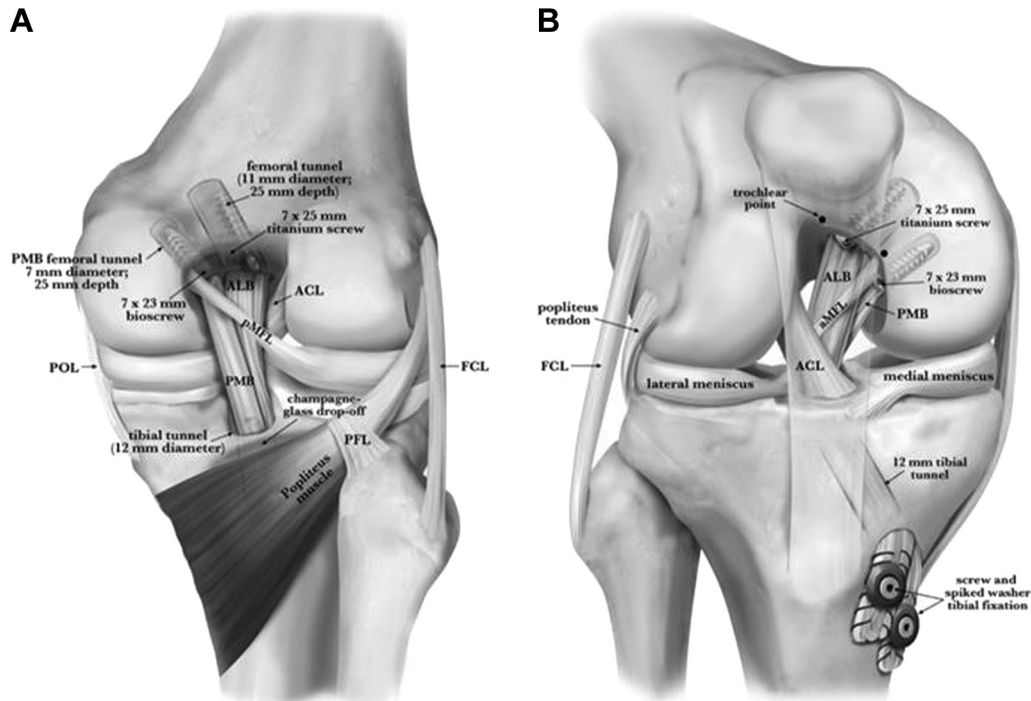 A
femoral tunnel
(11 mm diameter;
25 mm depth)
7 x 25 mm
titanium screw
PMB femoral tunnel
7 mm diameter;
25 mm depth
7 x 23 mm
bioscrew
ALB
ACL
pMFL
POL
PMB
FCL
champagne-
glass drop-off
tibial tunnel
(12 mm diameter)
PFL
Popliteus
muscle
B
trochlear
point
7 x 25 mm
titanium screw
ALB
7 x 23 mm
bioscrew
aMFL
PMB
popliteus
tendon
FCL
ACL
lateral meniscus
medial meniscus
12 mm tibial
tunnel
screw and
spiked washer
tibial fixation